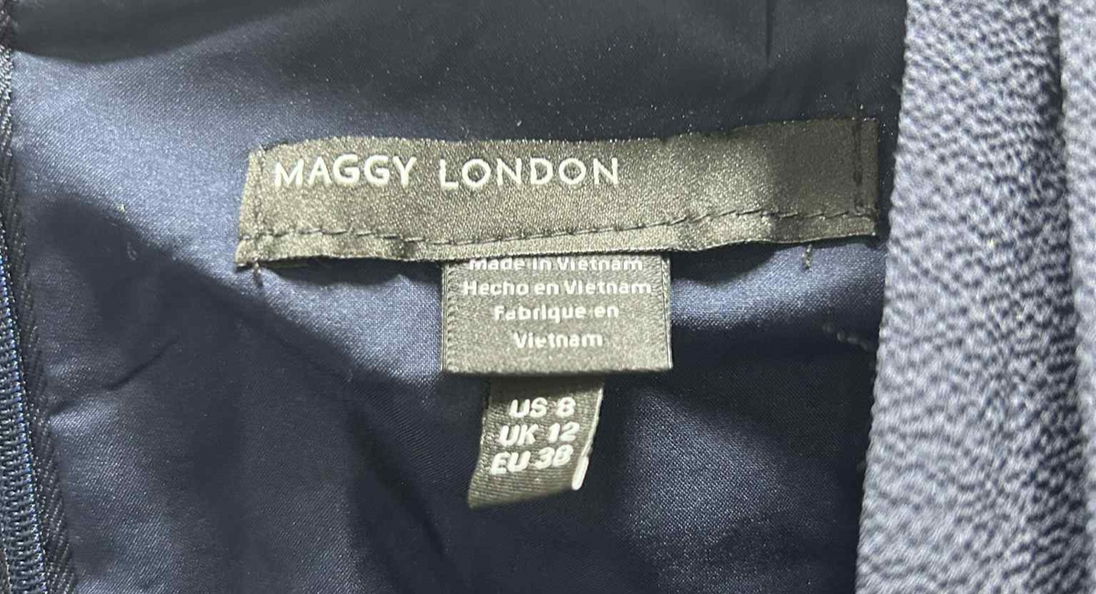 MAGGY LONDON
Made in Vietnam
Hecho en Vietnam
Fabrique en
Vietnam
US 8
UK 12
EU 38